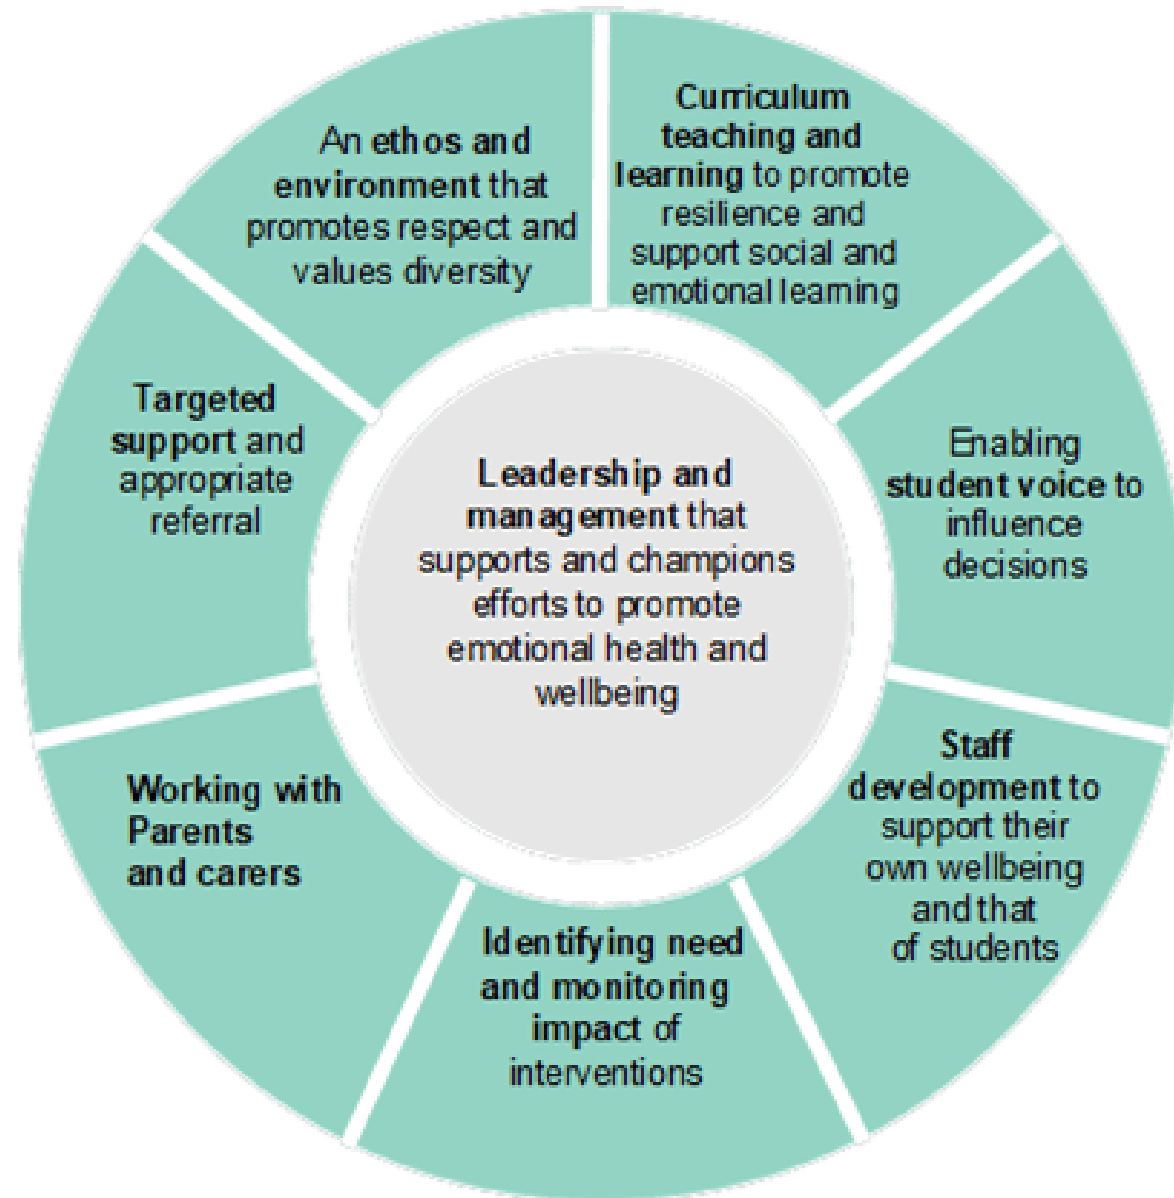 An ethos and
environment that
promotes respect and
values diversity
Curriculum
teaching and
learning to promote
resilience and
support social and
emotional learning
Enabling
student voice to
influence
decisions
Staff
development to
support their
own wellbeing
and that
of students
Identifying need
and monitoring
impact of
interventions
Working with
Parents
and carers
Targeted
support and
appropriate
referral
Leadership and
management that
supports and champions
efforts to promote
emotional health and
wellbeing